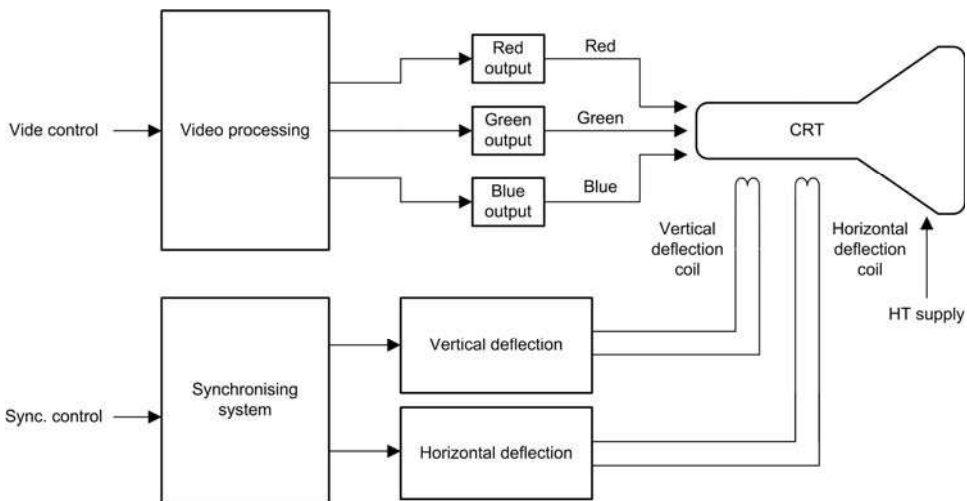 Vide control
Video processing
Red
output
Red
Green
output
Green
Blue
output
Blue
CRT
Vertical
deflection
coil
Horizontal
deflection
coil
HT supply
Sync. control
Synchronising
system
Vertical deflection
Horizontal deflection